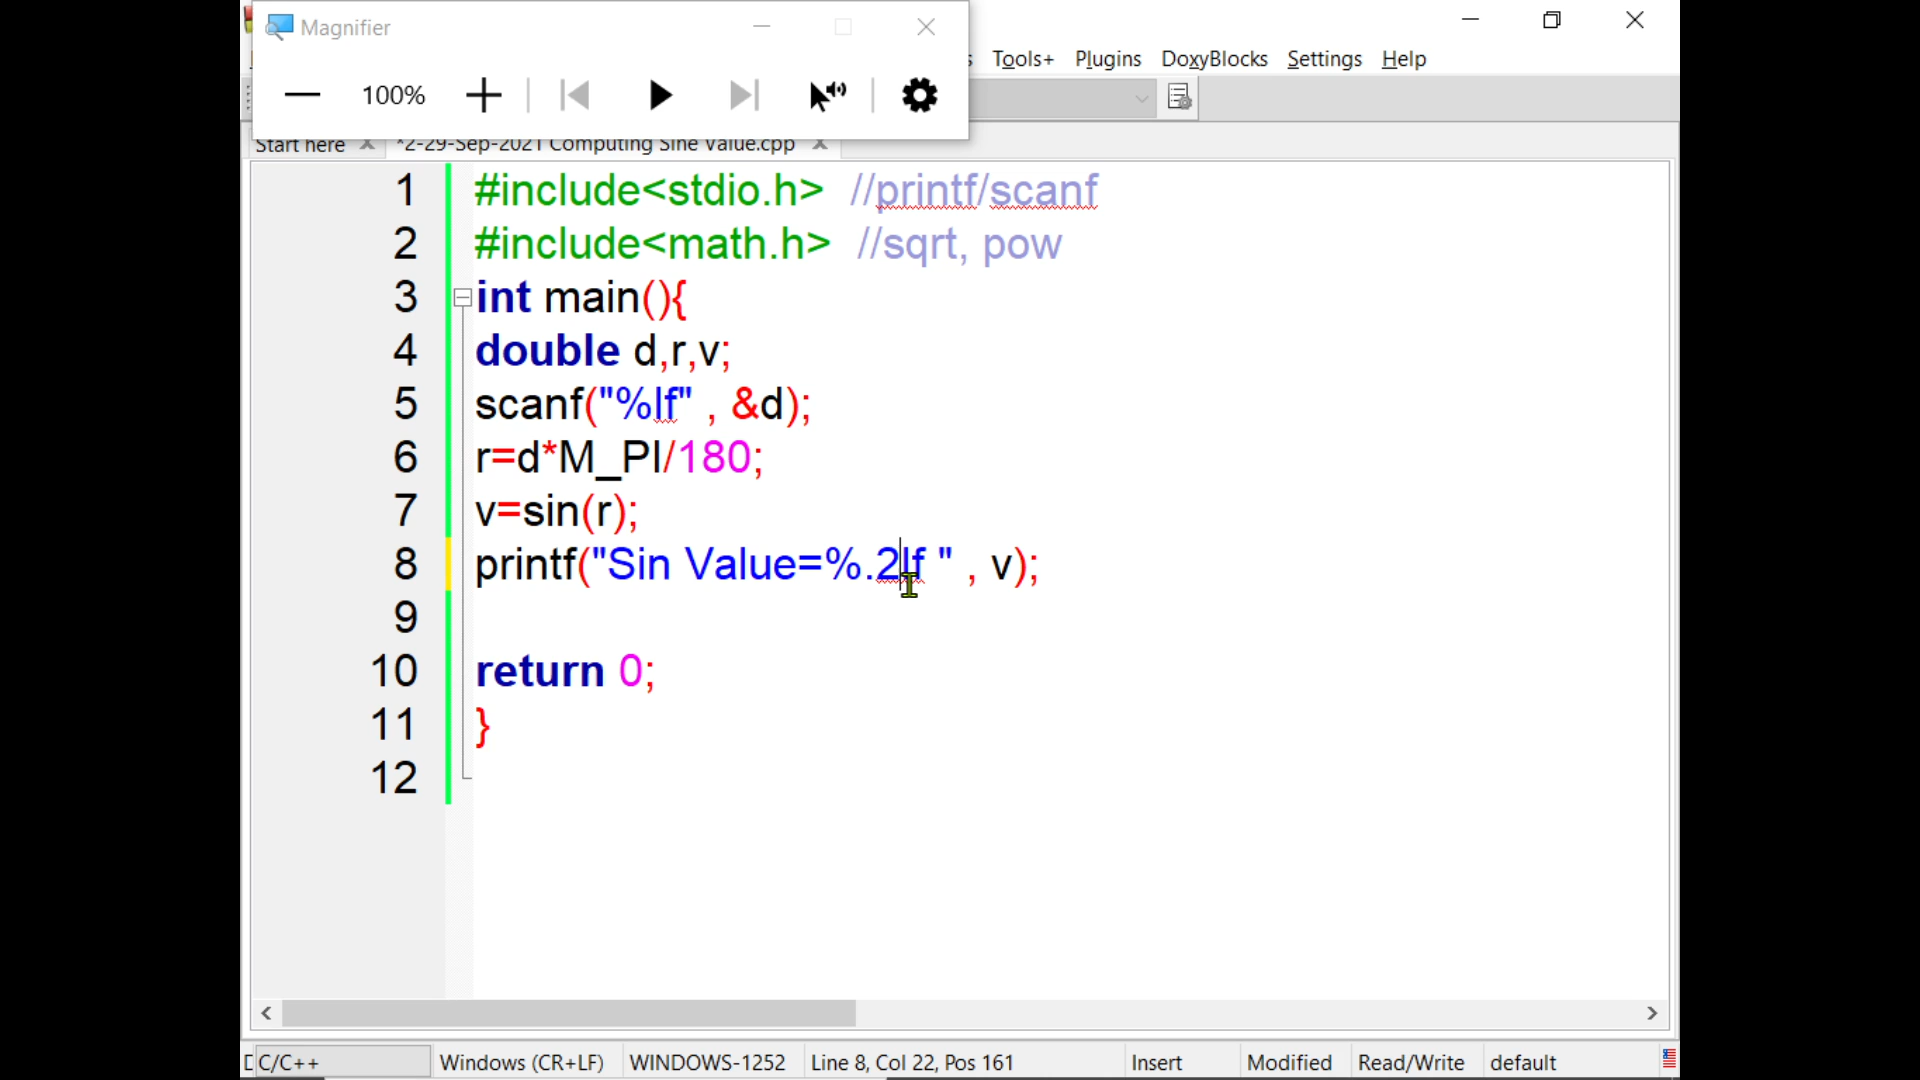 Magnifier
100%
Tools+ Plugins DoxyBlocks Settings Help
Start here *2-29-Sep-2021 Computing Sine Value.cpp
1 #include<stdio.h> //printf/scanf
2 #include<math.h> //sqrt, pow
3 int main(){
4 double d,r,v;
5 scanf("%lf" , &d);
6 r=d*M_PI/180;
7 v=sin(r);
8 printf("Sin Value=%.2lf " , v);
9
10 return 0;
11 }
12
C/C++ Windows (CR+LF) WINDOWS-1252 Line 8, Col 22, Pos 161 Insert Modified Read/Write default